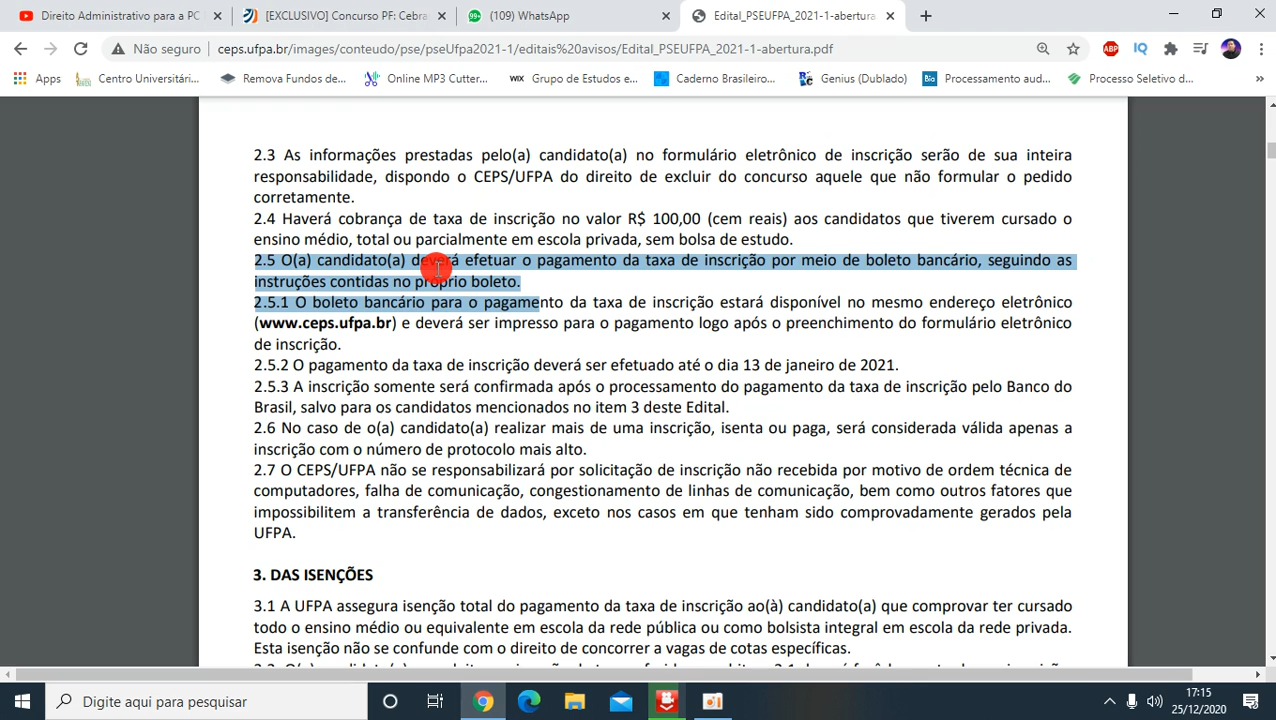 Direito Administrativo para a PC
[EXCLUSIVO] Concurso PF: Cebra
(109) WhatsApp
Edital_PSEUFPA_2021-1-abertura
Não seguro
ceps.ufpa.br/images/conteudo/pse/pseUfpa2021-1/editais%20avisos/Edital_PSEUFPA_2021-1-abertura.pdf
ABP
IQ
Apps
Centro Universitári...
Remova Fundos de...
Online MP3 Cutter...
WIX Grupo de Estudos e...
Caderno Brasileiro...
Genius (Dublado)
Bio Processamento aud...
Processo Seletivo d...
»
2.3 As informações prestadas pelo(a) candidato(a) no formulário eletrônico de inscrição serão de sua inteira
responsabilidade, dispondo o CEPS/UFPA do direito de excluir do concurso aquele que não formular o pedido
corretamente.
2.4 Haverá cobrança de taxa de inscrição no valor R$ 100,00 (cem reais) aos candidatos que tiverem cursado o
ensino médio, total ou parcialmente em escola privada, sem bolsa de estudo.
2.5 O(a) candidato(a) deverá efetuar o pagamento da taxa de inscrição por meio de boleto bancário, seguindo as
instruções contidas no próprio boleto.
2.5.1 O boleto bancário para o pagamento da taxa de inscrição estará disponível no mesmo endereço eletrônico
(www.ceps.ufpa.br) e deverá ser impresso para o pagamento logo após o preenchimento do formulário eletrônico
de inscrição.
2.5.2 O pagamento da taxa de inscrição deverá ser efetuado até o dia 13 de janeiro de 2021.
2.5.3 A inscrição somente será confirmada após o processamento do pagamento da taxa de inscrição pelo Banco do
Brasil, salvo para os candidatos mencionados no item 3 deste Edital.
2.6 No caso de o(a) candidato(a) realizar mais de uma inscrição, isenta ou paga, será considerada válida apenas a
inscrição com o número de protocolo mais alto.
2.7 O CEPS/UFPA não se responsabilizará por solicitação de inscrição não recebida por motivo de ordem técnica de
computadores, falha de comunicação, congestionamento de linhas de comunicação, bem como outros fatores que
impossibilitem a transferência de dados, exceto nos casos em que tenham sido comprovadamente gerados pela
UFPA.
3. DAS ISENÇÕES
3.1 A UFPA assegura isenção total do pagamento da taxa de inscrição ao(à) candidato(a) que comprovar ter cursado
todo o ensino médio ou equivalente em escola da rede pública ou como bolsista integral em escola da rede privada.
Esta isenção não se confunde com o direito de concorrer a vagas de cotas específicas.
Digite aqui para pesquisar
17:15
25/12/2020